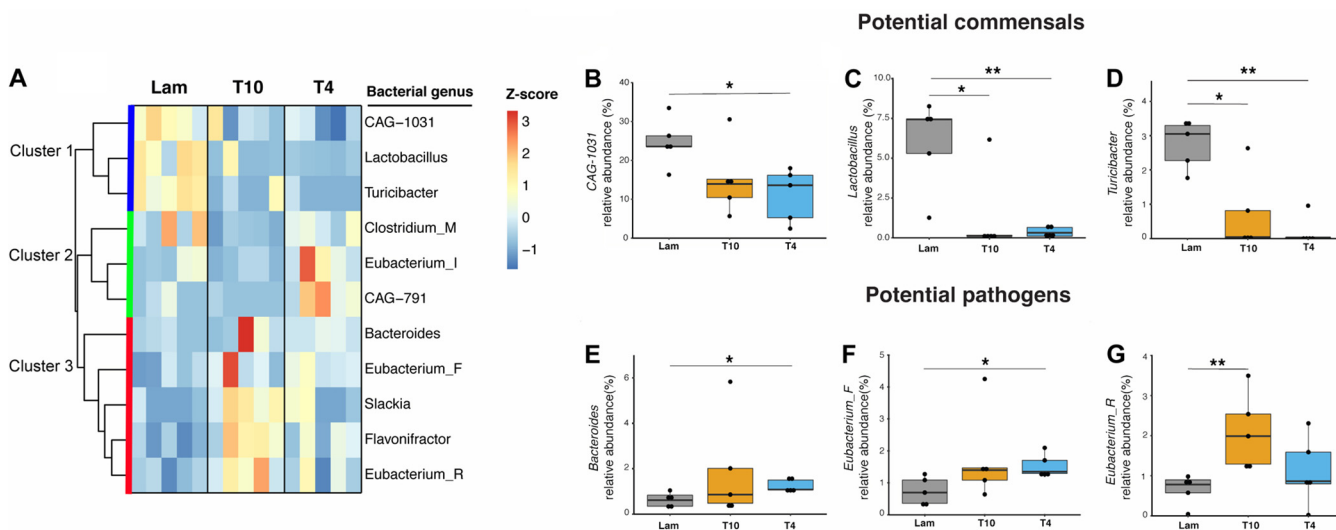 Potential commensals
A
Lam T10 T4
Bacterial genus
Z-score
Cluster 1
Cluster 2
Cluster 3
CAG−1031
Lactobacillus
Turicibacter
Clostridium_M
Eubacterium_I
CAG−791
Bacteroides
Eubacterium_F
Slackia
Flavonifractor
Eubacterium_R
3
2
1
0
−1
B
CAG-1031
relative abundance (%)
40
30
20
10
0
*
Lam T10 T4
C
Lactobacillus
relative abundance (%)
10.0
7.5
5.0
2.5
0.0
**
*
Lam T10 T4
D
Turicibacter
relative abundance (%)
4
3
2
1
0
**
*
Lam T10 T4
Potential pathogens
E
Bacteroides
relative abundance(%)
6
4
2
0
*
Lam T10 T4
F
Eubacterium_F
relative abundance(%)
5
4
3
2
1
0
*
Lam T10 T4
G
Eubacterium_R
relative abundance(%)
4
3
2
1
0
**
Lam T10 T4